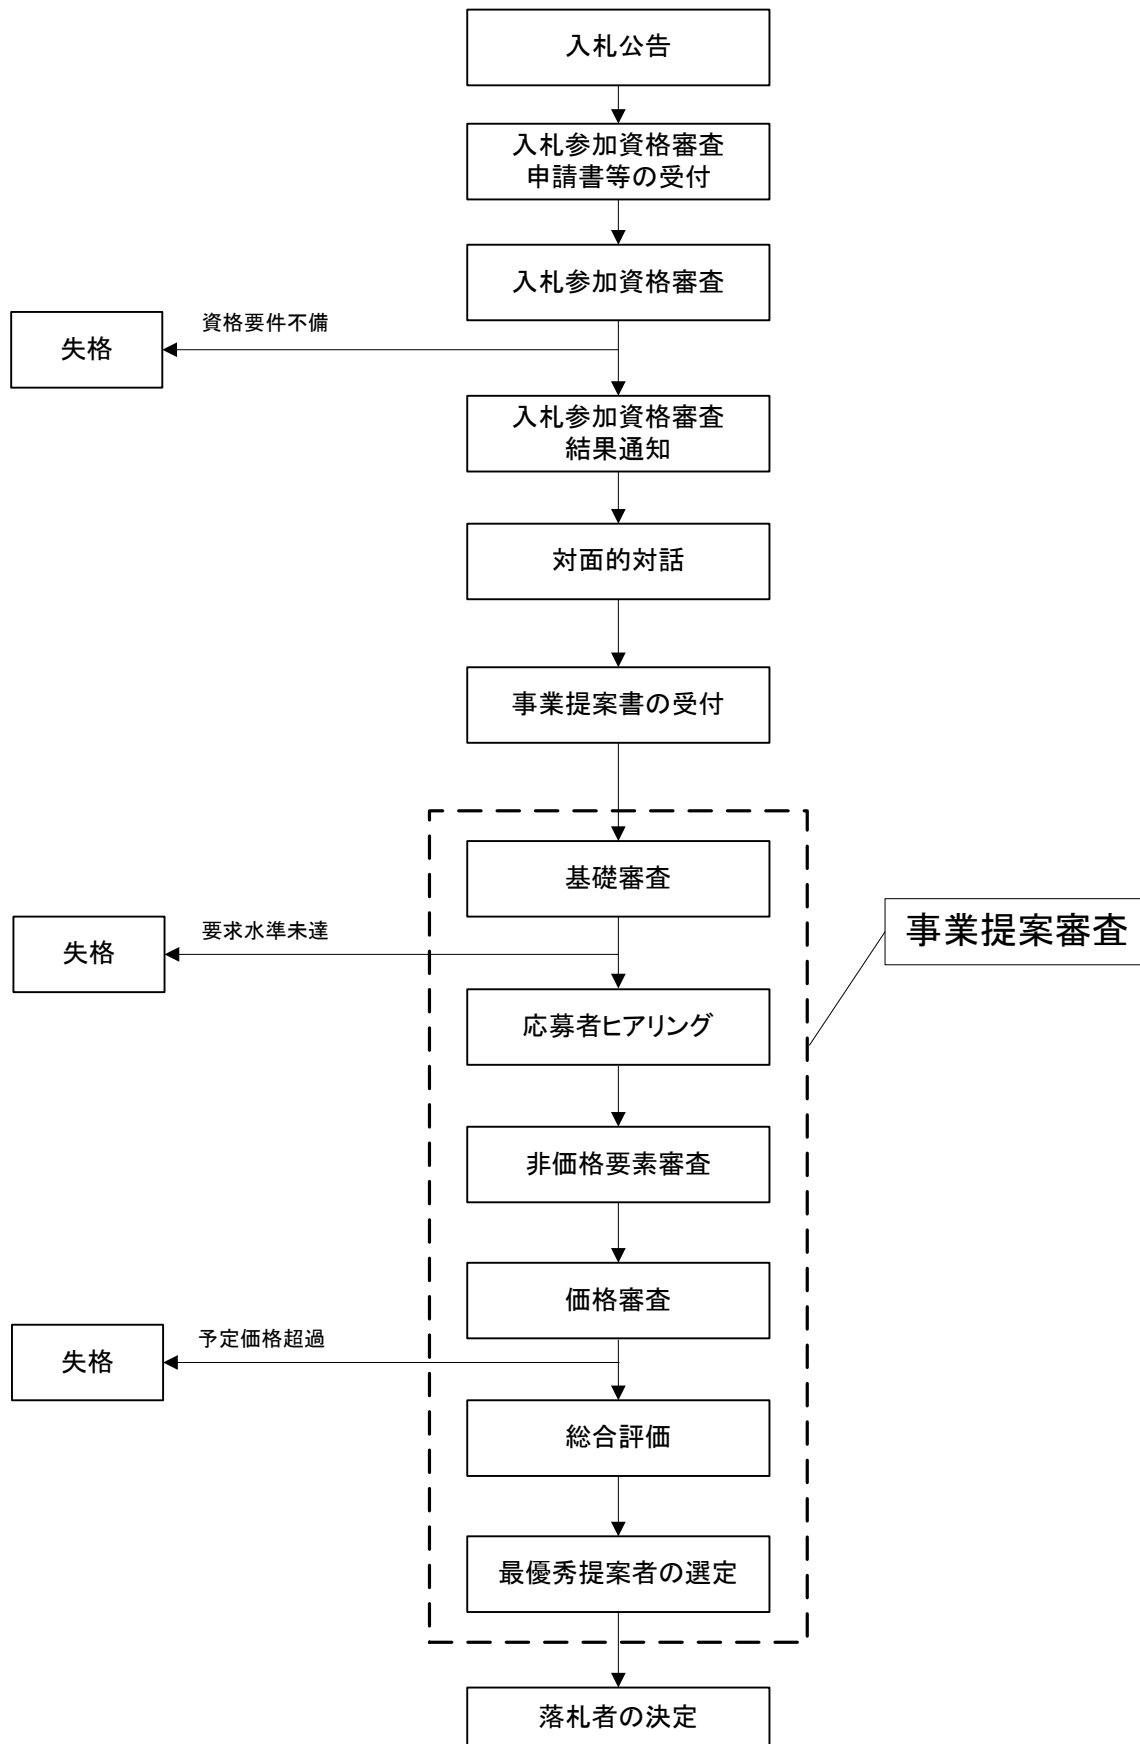 入札公告
入札参加資格審査
申請書等の受付
入札参加資格審査
資格要件不備
失格
入札参加資格審査
結果通知
対面的対話
事業提案書の受付
基礎審査
要求水準未達
失格
事業提案審査
応募者ヒアリング
非価格要素審査
価格審査
予定価格超過
失格
総合評価
最優秀提案者の選定
落札者の決定